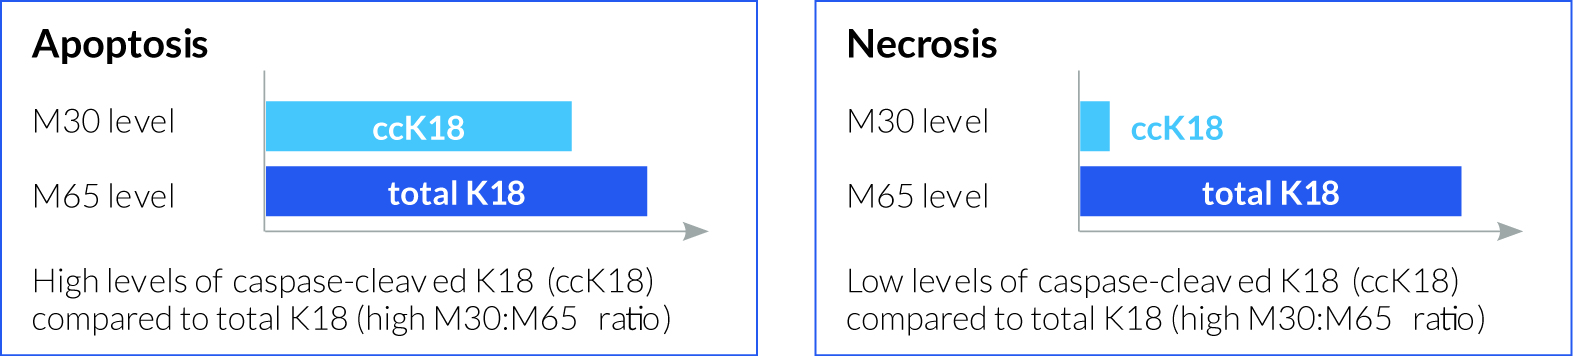 Apoptosis
M30 level
ccK18
M65 level
total K18
High levels of caspase-cleaved K18 (ccK18)
compared to total K18 (high M30:M65 ratio)
Necrosis
M30 level
ccK18
M65 level
total K18
Low levels of caspase-cleaved K18 (ccK18)
compared to total K18 (high M30:M65 ratio)